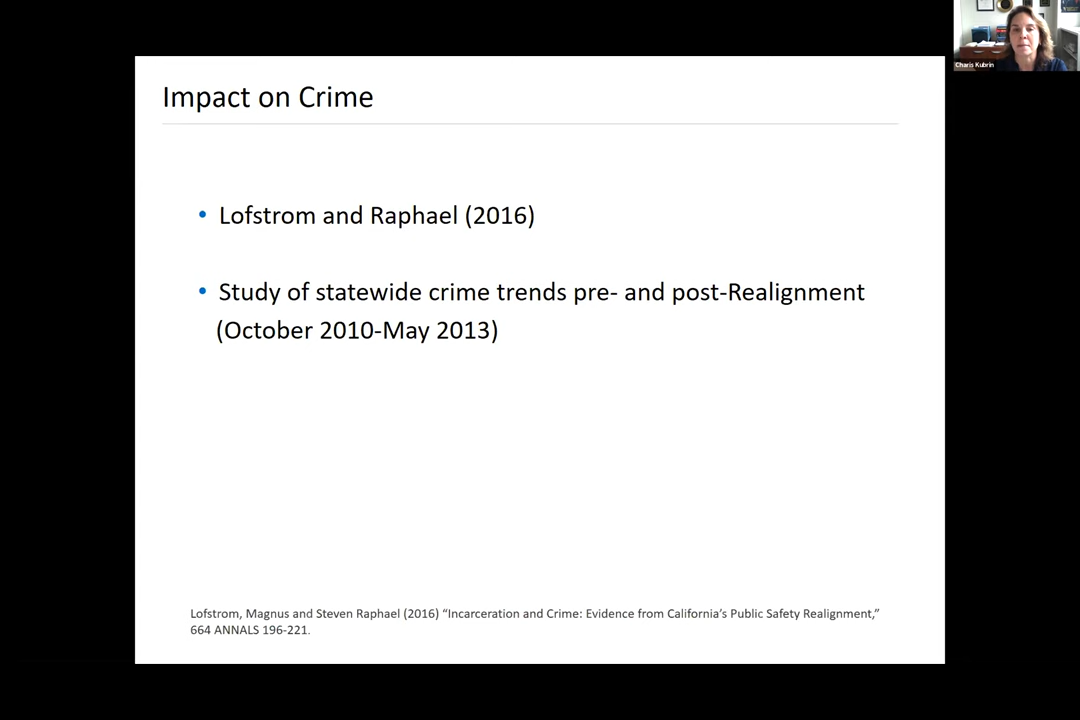 Charis Kubrin
Impact on Crime
• Lofstrom and Raphael (2016)
• Study of statewide crime trends pre- and post-Realignment
(October 2010-May 2013)
Lofstrom, Magnus and Steven Raphael (2016) “Incarceration and Crime: Evidence from California’s Public Safety Realignment,”
664 ANNALS 196-221.